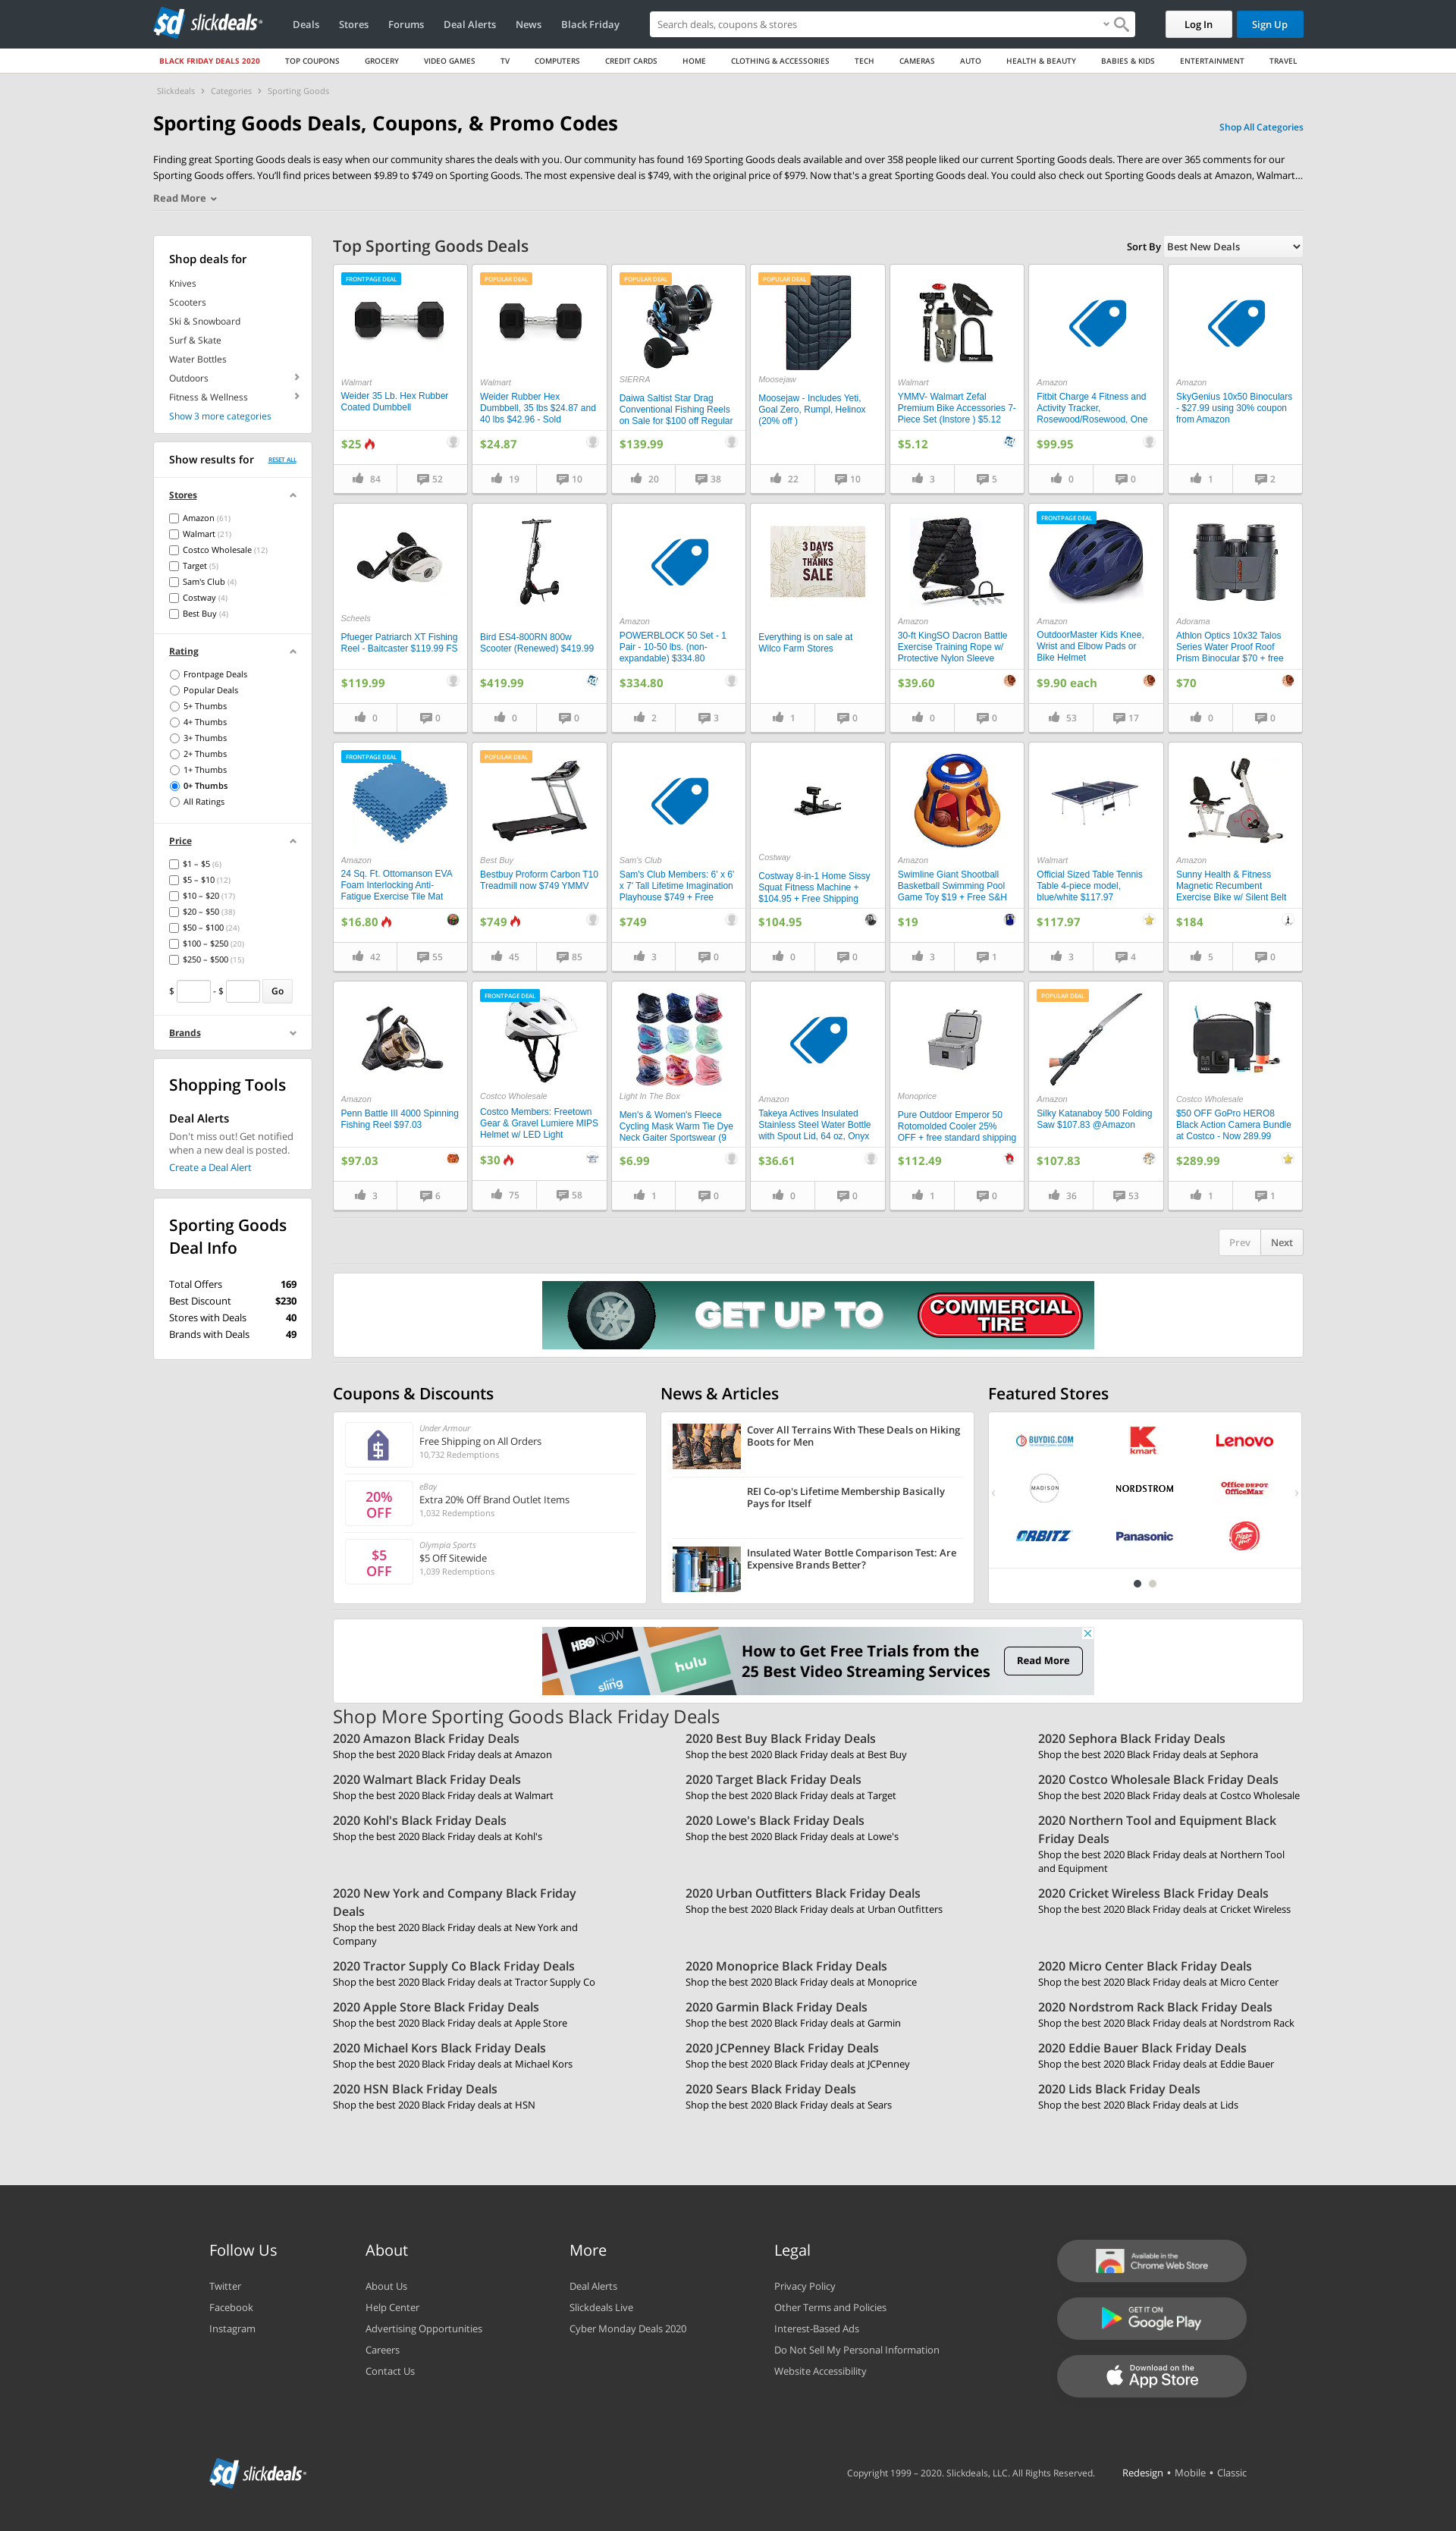 sd slickdeals
Deals
Stores
Forums
Deal Alerts
News
Black Friday
Search deals, coupons & stores
Log In
Sign Up
BLACK FRIDAY DEALS 2020
TOP COUPONS
GROCERY
VIDEO GAMES
TV
COMPUTERS
CREDIT CARDS
HOME
CLOTHING & ACCESSORIES
TECH
CAMERAS
AUTO
HEALTH & BEAUTY
BABIES & KIDS
ENTERTAINMENT
TRAVEL
Slickdeals › Categories › Sporting Goods
Sporting Goods Deals, Coupons, & Promo Codes
Shop All Categories
Finding great Sporting Goods deals is easy when our community shares the deals with you. Our community has found 169 Sporting Goods deals available and over 358 people liked our current Sporting Goods deals. There are over 365 comments for our
Sporting Goods offers. You'll find prices between $9.89 to $749 on Sporting Goods. The most expensive deal is $749, with the original price of $979. Now that's a great Sporting Goods deal. You could also check out Sporting Goods deals at Amazon, Walmart...
Read More
Shop deals for
Knives
Scooters
Ski & Snowboard
Surf & Skate
Water Bottles
Outdoors
Fitness & Wellness
Show 3 more categories
Show results for
RESET ALL
Stores
Amazon (61)
Walmart (21)
Costco Wholesale (12)
Target (5)
Sam's Club (4)
Costway (4)
Best Buy (4)
Rating
Frontpage Deals
Popular Deals
5+ Thumbs
4+ Thumbs
3+ Thumbs
2+ Thumbs
1+ Thumbs
0+ Thumbs
All Ratings
Price
$1 – $5 (6)
$5 – $10 (12)
$10 – $20 (17)
$20 – $50 (38)
$50 – $100 (24)
$100 – $250 (20)
$250 – $500 (15)
$ - $ Go
Brands
Shopping Tools
Deal Alerts
Don't miss out! Get notified
when a new deal is posted.
Create a Deal Alert
Sporting Goods
Deal Info
Total Offers 169
Best Discount $230
Stores with Deals 40
Brands with Deals 49
Top Sporting Goods Deals
Sort By Best New Deals
FRONTPAGE DEAL
Walmart
Weider 35 Lb. Hex Rubber
Coated Dumbbell
$25
84 52
POPULAR DEAL
Walmart
Weider Rubber Hex
Dumbbell, 35 lbs $24.87 and
40 lbs $42.96 - Sold
$24.87
19 10
POPULAR DEAL
SIERRA
Daiwa Saltist Star Drag
Conventional Fishing Reels
on Sale for $100 off Regular
$139.99
20 38
POPULAR DEAL
Moosejaw
Moosejaw - Includes Yeti,
Goal Zero, Rumpl, Helinox
(20% off )
22 10
Walmart
YMMV- Walmart Zefal
Premium Bike Accessories 7-
Piece Set (Instore ) $5.12
$5.12
3 5
Amazon
Fitbit Charge 4 Fitness and
Activity Tracker,
Rosewood/Rosewood, One
$99.95
0 0
Amazon
SkyGenius 10x50 Binoculars
- $27.99 using 30% coupon
from Amazon
1 2
Scheels
Pfueger Patriarch XT Fishing
Reel - Baitcaster $119.99 FS
$119.99
0 0
Bird ES4-800RN 800w
Scooter (Renewed) $419.99
$419.99
0 0
Amazon
POWERBLOCK 50 Set - 1
Pair - 10-50 lbs. (non-
expandable) $334.80
$334.80
2 3
3 DAYS
THANKS
SALE
Everything is on sale at
Wilco Farm Stores
1 0
Amazon
30-ft KingSO Dacron Battle
Exercise Training Rope w/
Protective Nylon Sleeve
$39.60
0 0
FRONTPAGE DEAL
Amazon
OutdoorMaster Kids Knee,
Wrist and Elbow Pads or
Bike Helmet
$9.90 each
53 17
Adorama
Athlon Optics 10x32 Talos
Series Water Proof Roof
Prism Binocular $70 + free
$70
0 0
FRONTPAGE DEAL
Amazon
24 Sq. Ft. Ottomanson EVA
Foam Interlocking Anti-
Fatigue Exercise Tile Mat
$16.80
42 55
POPULAR DEAL
Best Buy
Bestbuy Proform Carbon T10
Treadmill now $749 YMMV
$749
45 85
Sam's Club
Sam's Club Members: 6' x 6'
x 7' Tall Lifetime Imagination
Playhouse $749 + Free
$749
3 0
Costway
Costway 8-in-1 Home Sissy
Squat Fitness Machine +
$104.95 + Free Shipping
$104.95
0 0
Amazon
Swimline Giant Shootball
Basketball Swimming Pool
Game Toy $19 + Free S&H
$19
3 1
Walmart
Official Sized Table Tennis
Table 4-piece model,
blue/white $117.97
$117.97
3 4
Amazon
Sunny Health & Fitness
Magnetic Recumbent
Exercise Bike w/ Silent Belt
$184
5 0
Amazon
Penn Battle III 4000 Spinning
Fishing Reel $97.03
$97.03
3 6
FRONTPAGE DEAL
Costco Wholesale
Costco Members: Freetown
Gear & Gravel Lumiere MIPS
Helmet w/ LED Light
$30
75 58
Light In The Box
Men's & Women's Fleece
Cycling Mask Warm Tie Dye
Neck Gaiter Sportswear (9
$6.99
1 0
Amazon
Takeya Actives Insulated
Stainless Steel Water Bottle
with Spout Lid, 64 oz, Onyx
$36.61
0 0
Monoprice
Pure Outdoor Emperor 50
Rotomolded Cooler 25%
OFF + free standard shipping
$112.49
1 0
POPULAR DEAL
Amazon
Silky Katanaboy 500 Folding
Saw $107.83 @Amazon
$107.83
36 53
Costco Wholesale
$50 OFF GoPro HERO8
Black Action Camera Bundle
at Costco - Now 289.99
$289.99
1 1
Prev Next
GET UP TO
COMMERCIAL
TIRE
Coupons & Discounts
Under Armour
Free Shipping on All Orders
10,732 Redemptions
20%
OFF
eBay
Extra 20% Off Brand Outlet Items
1,032 Redemptions
$5
OFF
Olympia Sports
$5 Off Sitewide
1,039 Redemptions
News & Articles
Cover All Terrains With These Deals on Hiking
Boots for Men
REI Co-op's Lifetime Membership Basically
Pays for Itself
Insulated Water Bottle Comparison Test: Are
Expensive Brands Better?
Featured Stores
BUYDIG.COM
kmart
Lenovo
MADISON
NORDSTROM
Office DEPOT
OfficeMax
ORBITZ
Panasonic
Pizza Hut
HBO NOW
hulu
sling
How to Get Free Trials from the
25 Best Video Streaming Services
Read More
Shop More Sporting Goods Black Friday Deals
2020 Amazon Black Friday Deals
Shop the best 2020 Black Friday deals at Amazon
2020 Best Buy Black Friday Deals
Shop the best 2020 Black Friday deals at Best Buy
2020 Sephora Black Friday Deals
Shop the best 2020 Black Friday deals at Sephora
2020 Walmart Black Friday Deals
Shop the best 2020 Black Friday deals at Walmart
2020 Target Black Friday Deals
Shop the best 2020 Black Friday deals at Target
2020 Costco Wholesale Black Friday Deals
Shop the best 2020 Black Friday deals at Costco Wholesale
2020 Kohl's Black Friday Deals
Shop the best 2020 Black Friday deals at Kohl's
2020 Lowe's Black Friday Deals
Shop the best 2020 Black Friday deals at Lowe's
2020 Northern Tool and Equipment Black
Friday Deals
Shop the best 2020 Black Friday deals at Northern Tool
and Equipment
2020 New York and Company Black Friday
Deals
Shop the best 2020 Black Friday deals at New York and
Company
2020 Urban Outfitters Black Friday Deals
Shop the best 2020 Black Friday deals at Urban Outfitters
2020 Cricket Wireless Black Friday Deals
Shop the best 2020 Black Friday deals at Cricket Wireless
2020 Tractor Supply Co Black Friday Deals
Shop the best 2020 Black Friday deals at Tractor Supply Co
2020 Monoprice Black Friday Deals
Shop the best 2020 Black Friday deals at Monoprice
2020 Micro Center Black Friday Deals
Shop the best 2020 Black Friday deals at Micro Center
2020 Apple Store Black Friday Deals
Shop the best 2020 Black Friday deals at Apple Store
2020 Garmin Black Friday Deals
Shop the best 2020 Black Friday deals at Garmin
2020 Nordstrom Rack Black Friday Deals
Shop the best 2020 Black Friday deals at Nordstrom Rack
2020 Michael Kors Black Friday Deals
Shop the best 2020 Black Friday deals at Michael Kors
2020 JCPenney Black Friday Deals
Shop the best 2020 Black Friday deals at JCPenney
2020 Eddie Bauer Black Friday Deals
Shop the best 2020 Black Friday deals at Eddie Bauer
2020 HSN Black Friday Deals
Shop the best 2020 Black Friday deals at HSN
2020 Sears Black Friday Deals
Shop the best 2020 Black Friday deals at Sears
2020 Lids Black Friday Deals
Shop the best 2020 Black Friday deals at Lids
Follow Us
Twitter
Facebook
Instagram
About
About Us
Help Center
Advertising Opportunities
Careers
Contact Us
More
Deal Alerts
Slickdeals Live
Cyber Monday Deals 2020
Legal
Privacy Policy
Other Terms and Policies
Interest-Based Ads
Do Not Sell My Personal Information
Website Accessibility
Available in the
Chrome Web Store
GET IT ON
Google Play
Download on the
App Store
sd slickdeals
Copyright 1999 – 2020. Slickdeals, LLC. All Rights Reserved.
Redesign • Mobile • Classic